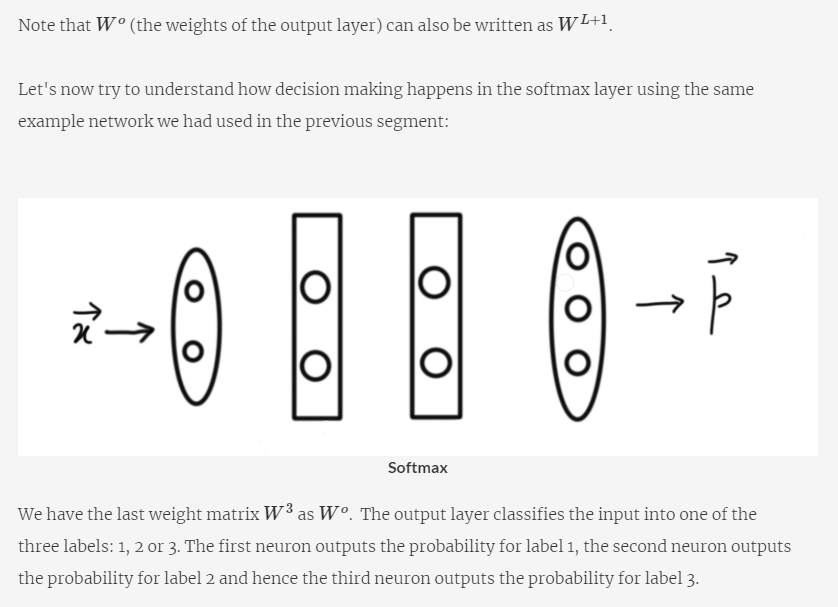 Note that Wᵒ (the weights of the output layer) can also be written as Wᴸ⁺¹.
Let's now try to understand how decision making happens in the softmax layer using the same
example network we had used in the previous segment:
x⃗ → → p⃗
Softmax
We have the last weight matrix W³ as Wᵒ. The output layer classifies the input into one of the
three labels: 1, 2 or 3. The first neuron outputs the probability for label 1, the second neuron outputs
the probability for label 2 and hence the third neuron outputs the probability for label 3.